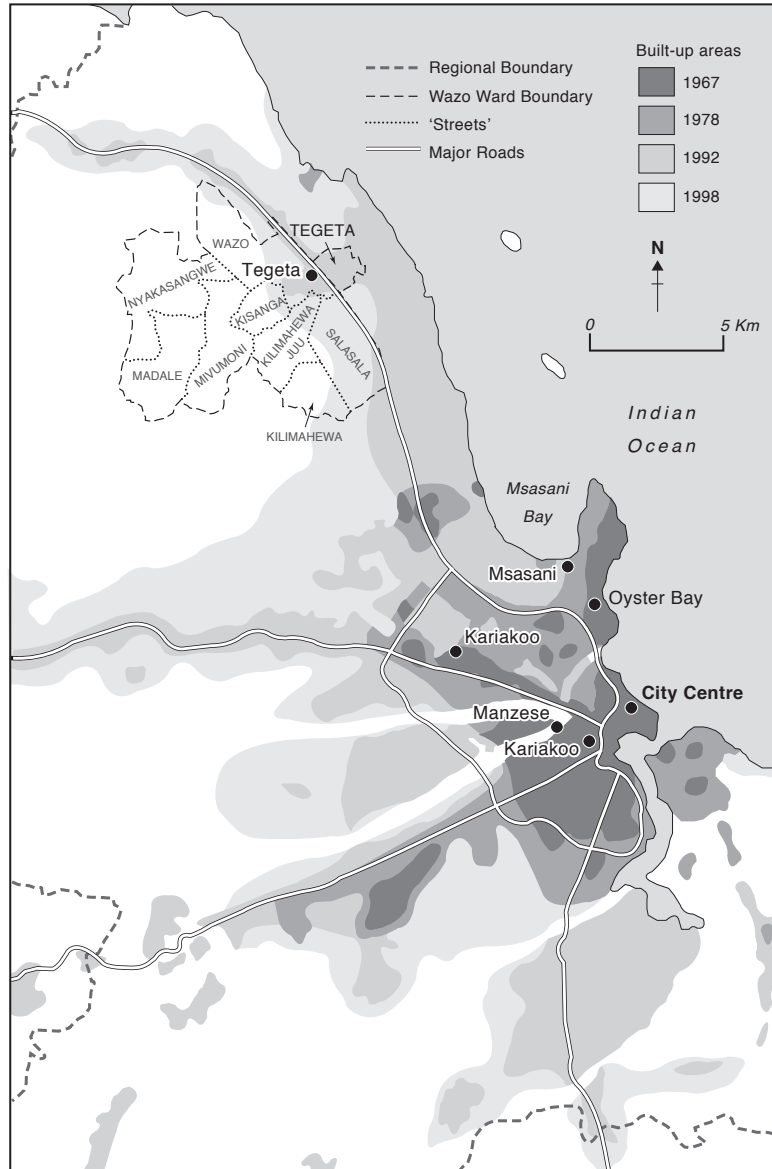 Regional Boundary
Wazo Ward Boundary
'Streets'
Major Roads
Built-up areas
1967
1978
1992
1998
N
0 5 Km
WAZO
TEGETA
Tegeta
NYAKASANGWE
KISANGA
KILIMAHEWA
JUU
SALASALA
MADALE
MIVUMONI
KILIMAHEWA
Indian
Ocean
Msasani
Bay
Msasani
Oyster Bay
Kariakoo
City Centre
Manzese
Kariakoo